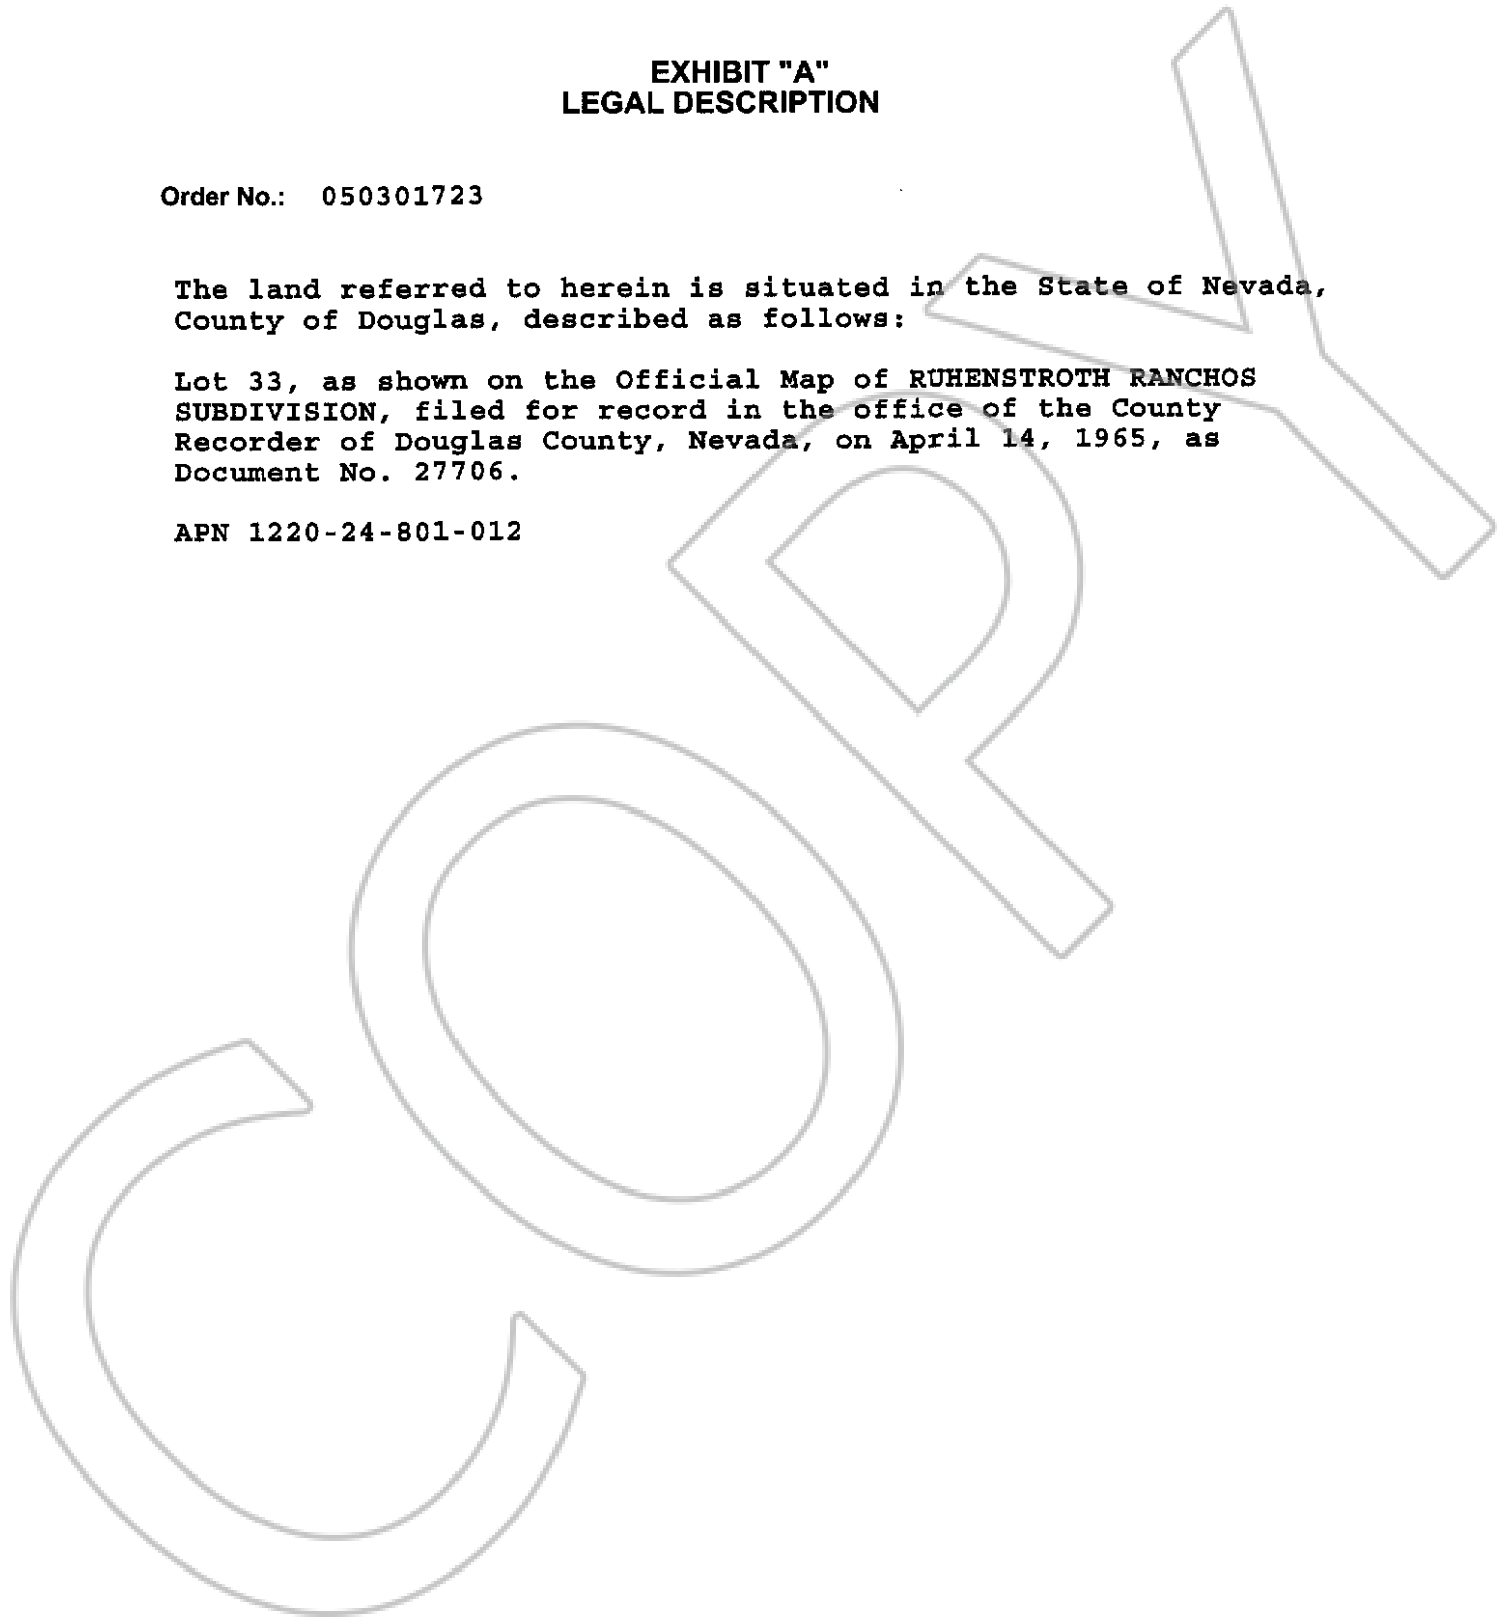 EXHIBIT "A"
LEGAL DESCRIPTION
Order No.: 050301723
The land referred to herein is situated in the State of Nevada,
County of Douglas, described as follows:
Lot 33, as shown on the Official Map of RUHENSTROTH RANCHOS
SUBDIVISION, filed for record in the office of the County
Recorder of Douglas County, Nevada, on April 14, 1965, as
Document No. 27706.
APN 1220-24-801-012
COPY